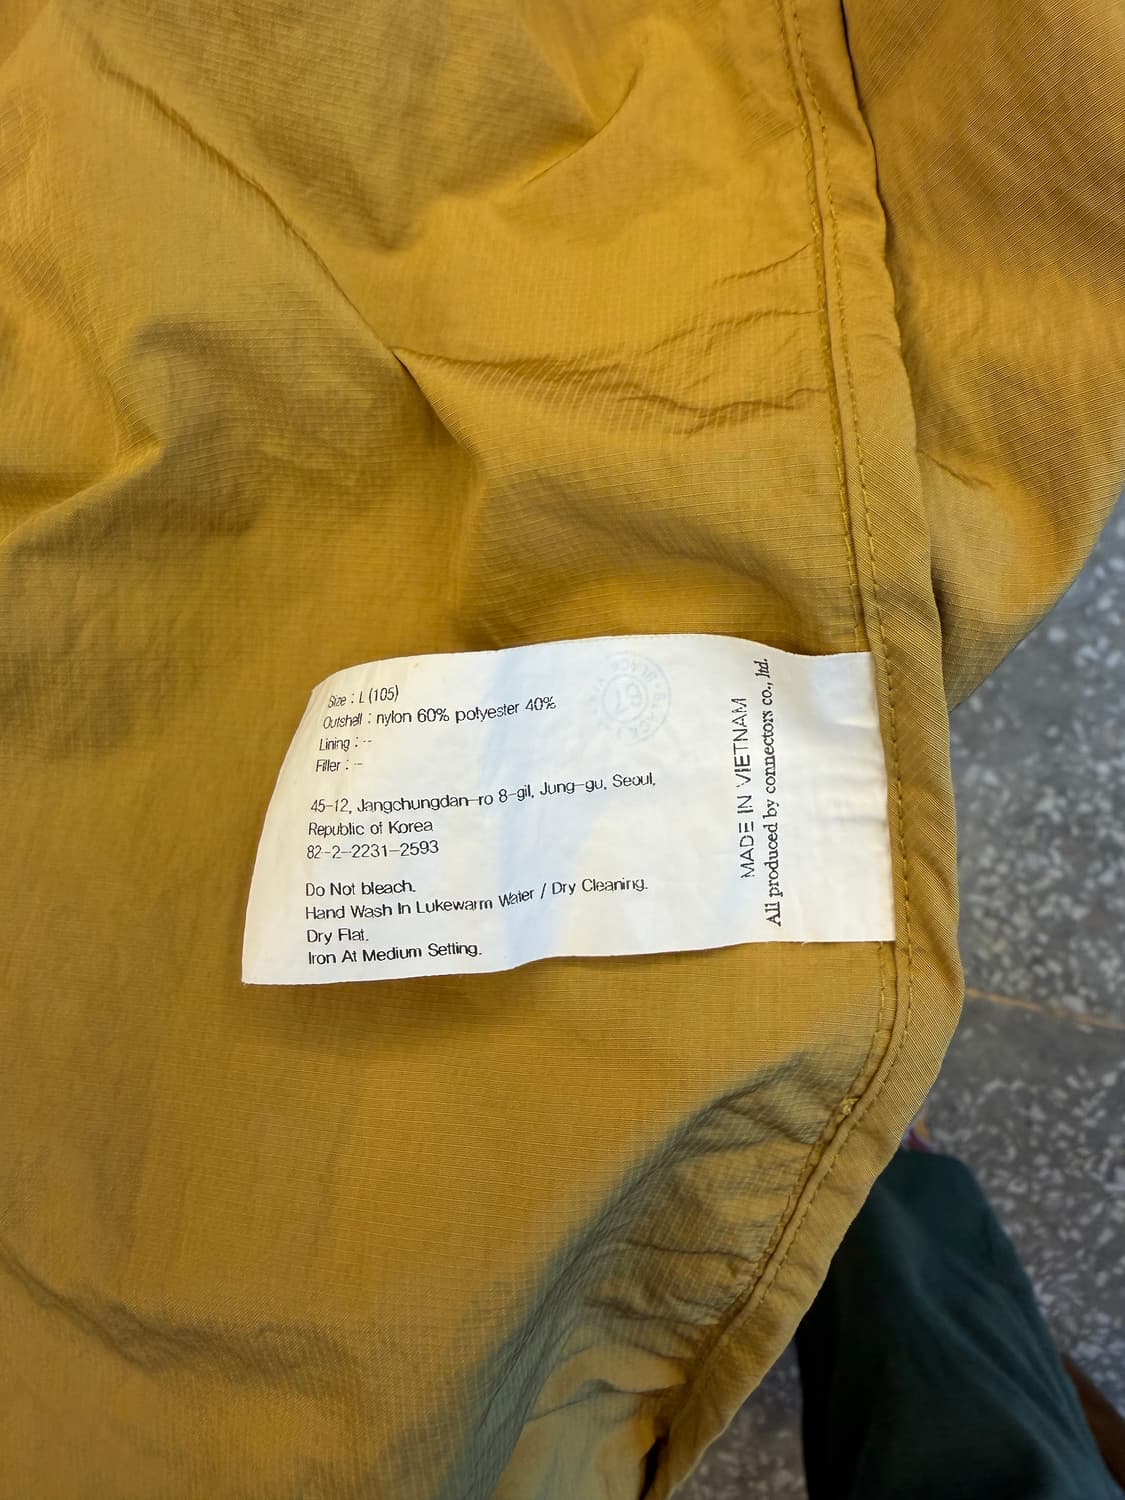 Size : L (105)
Outshell : nylon 60% polyester 40%
Lining : --
Filler : --
45-12, Jangchungdan-ro 8-gil, Jung-gu, Seoul,
Republic of Korea
82-2-2231-2593
Do Not bleach.
Hand Wash In Lukewarm Water / Dry Cleaning.
Dry Flat.
Iron At Medium Setting.
MADE IN VIETNAM
All produced by connectors co., ltd.